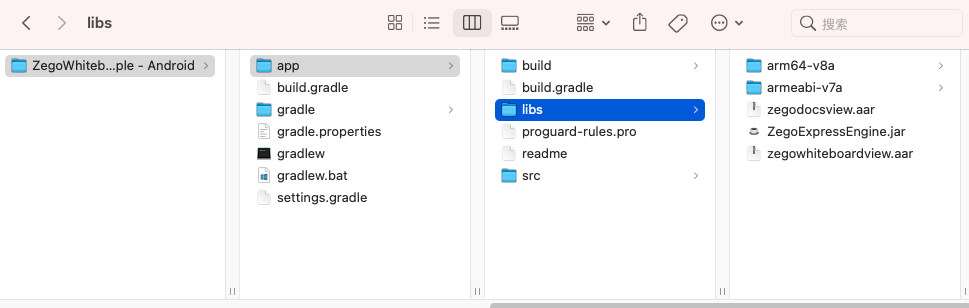 libs
搜索
ZegoWhiteb...ple - Android
app
build.gradle
gradle
gradle.properties
gradlew
gradlew.bat
settings.gradle
build
build.gradle
libs
proguard-rules.pro
readme
src
arm64-v8a
armeabi-v7a
zegodocsview.aar
ZegoExpressEngine.jar
zegowhiteboardview.aar